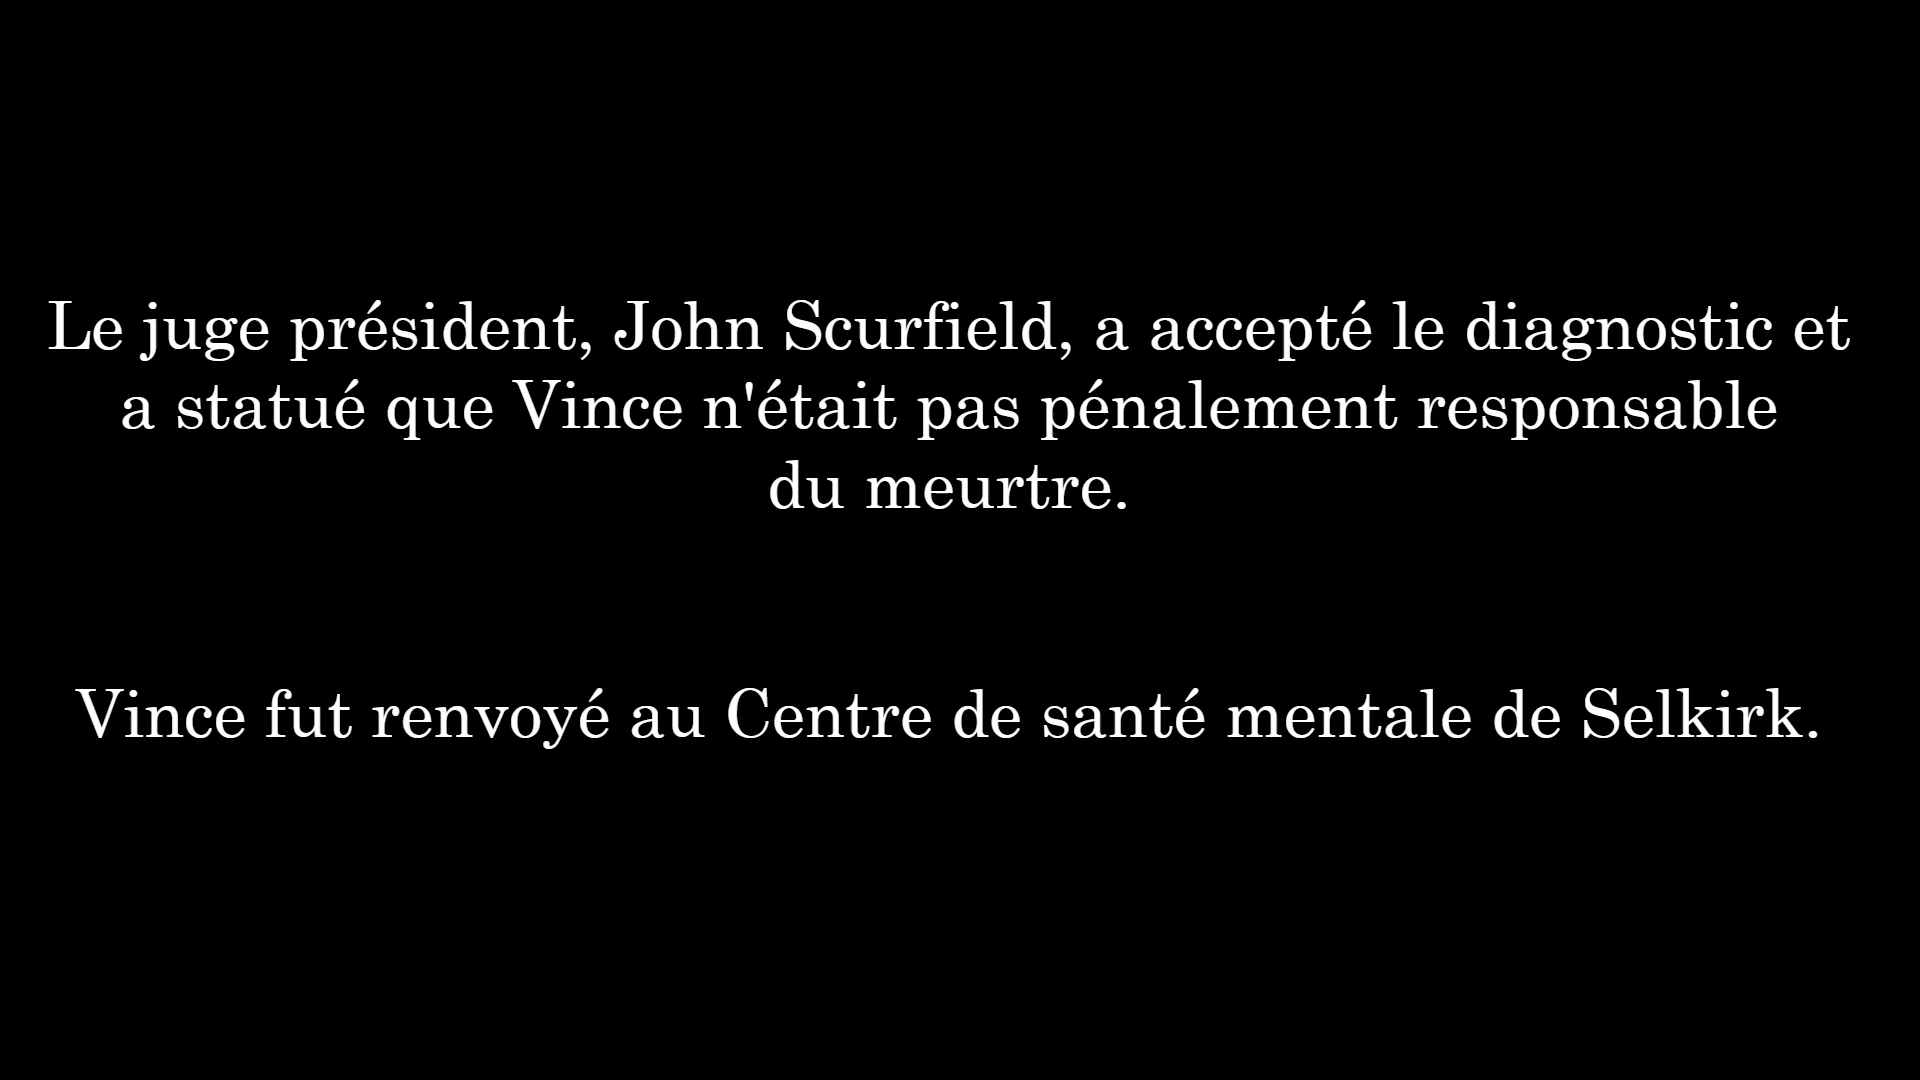 Le juge président, John Scurfield, a accepté le diagnostic et
a statué que Vince n'était pas pénalement responsable
du meurtre.
Vince fut renvoyé au Centre de santé mentale de Selkirk.